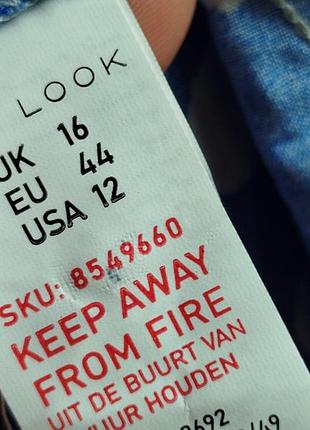 LOOK
UK 16
EU 44
USA 12
SKU: 8549660
KEEP AWAY
FROM FIRE
UIT DE BUURT VAN
VUUR HOUDEN